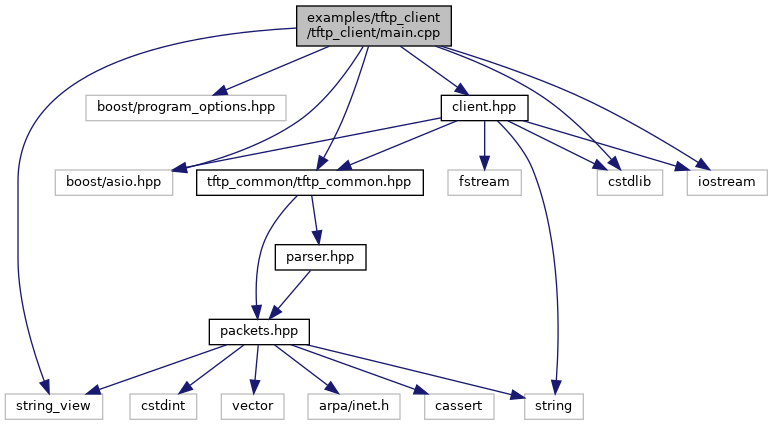 examples/tftp_client
/tftp_client/main.cpp
boost/program_options.hpp
client.hpp
boost/asio.hpp
tftp_common/tftp_common.hpp
fstream
cstdlib
iostream
parser.hpp
packets.hpp
string_view
cstdint
vector
arpa/inet.h
cassert
string